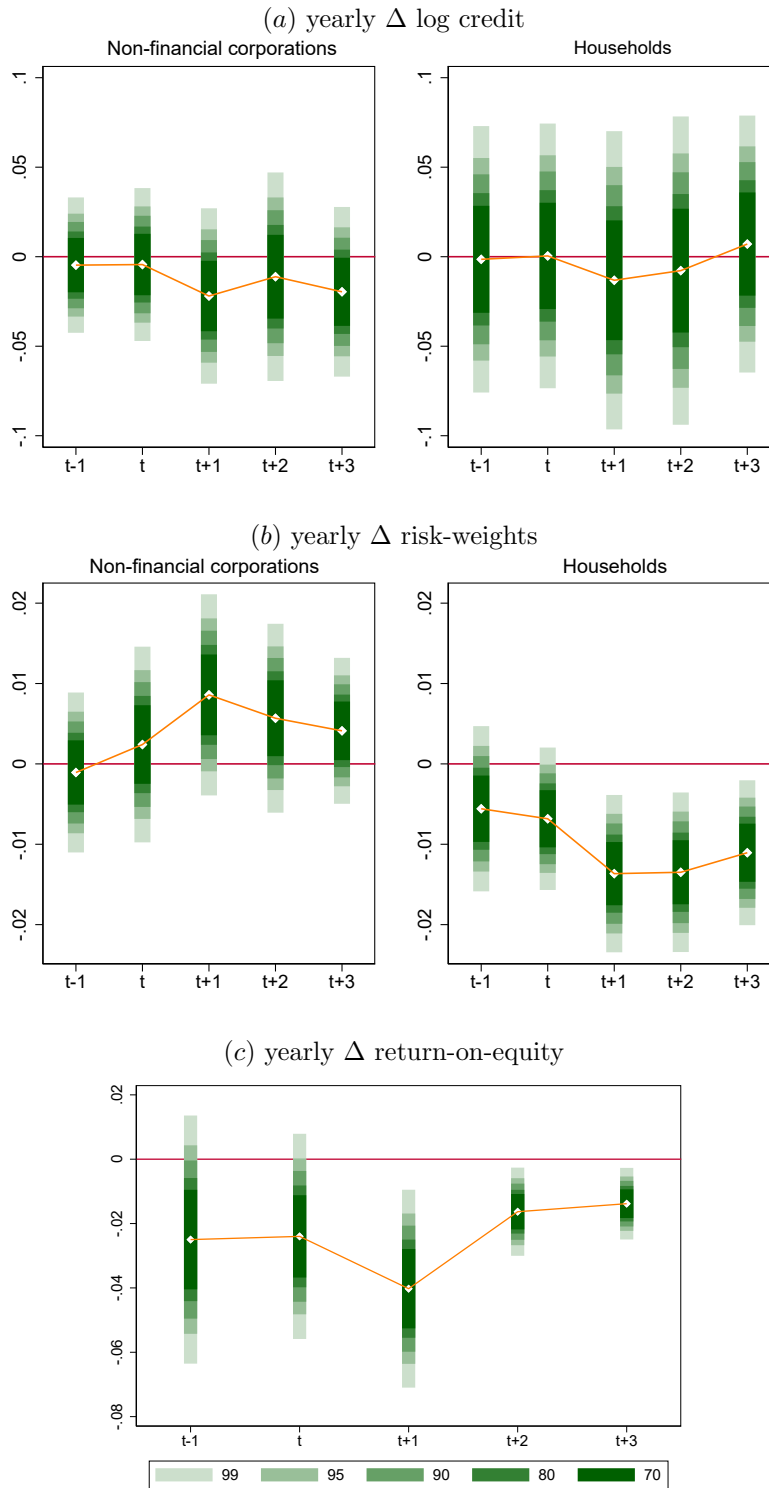 (a) yearly Δ log credit
Non-financial corporations
Households
.1
.05
0
-.05
-.1
t-1 t t+1 t+2 t+3
.1
.05
0
-.05
-.1
t-1 t t+1 t+2 t+3
(b) yearly Δ risk-weights
Non-financial corporations
Households
.02
.01
0
-.01
-.02
t-1 t t+1 t+2 t+3
.02
.01
0
-.01
-.02
t-1 t t+1 t+2 t+3
(c) yearly Δ return-on-equity
.02
0
-.02
-.04
-.06
-.08
t-1 t t+1 t+2 t+3
99 95 90 80 70